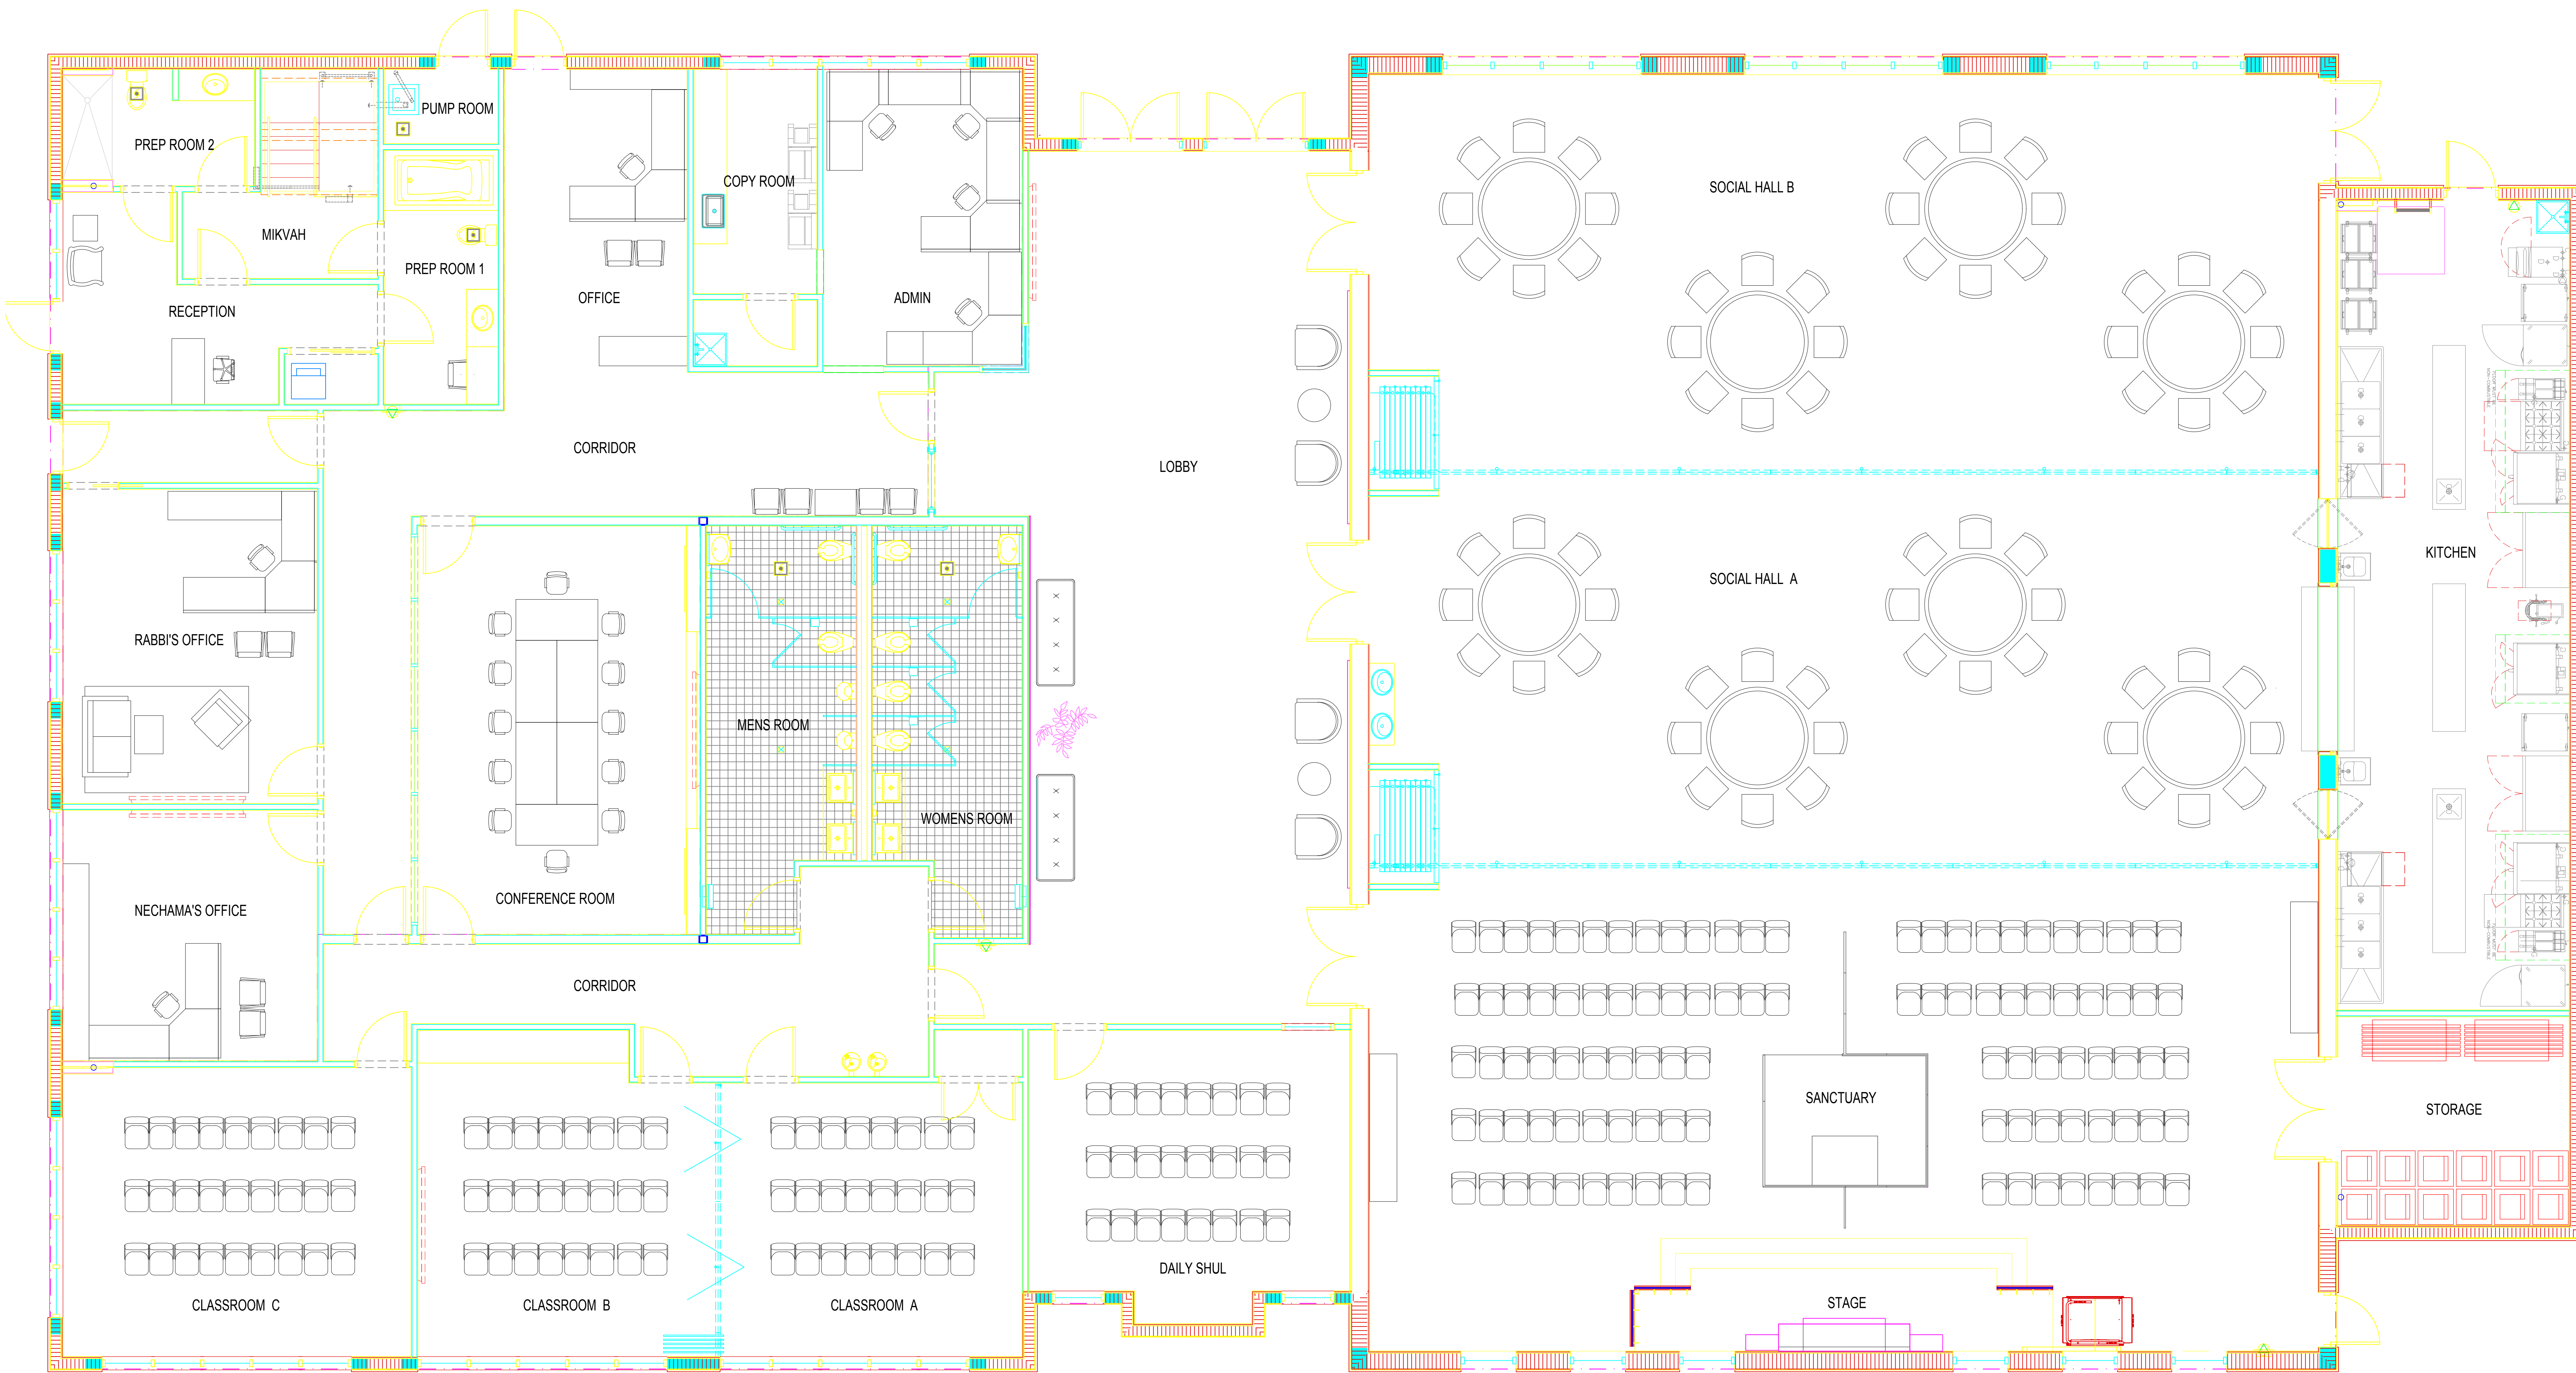 PUMP ROOM
PREP ROOM 2
COPY ROOM
SOCIAL HALL B
MIKVAH
PREP ROOM 1
OFFICE
ADMIN
RECEPTION
CORRIDOR
LOBBY
KITCHEN
SOCIAL HALL A
RABBI'S OFFICE
MENS ROOM
WOMENS ROOM
CONFERENCE ROOM
NECHAMA'S OFFICE
CORRIDOR
SANCTUARY
STORAGE
DAILY SHUL
CLASSROOM C
CLASSROOM B
CLASSROOM A
STAGE